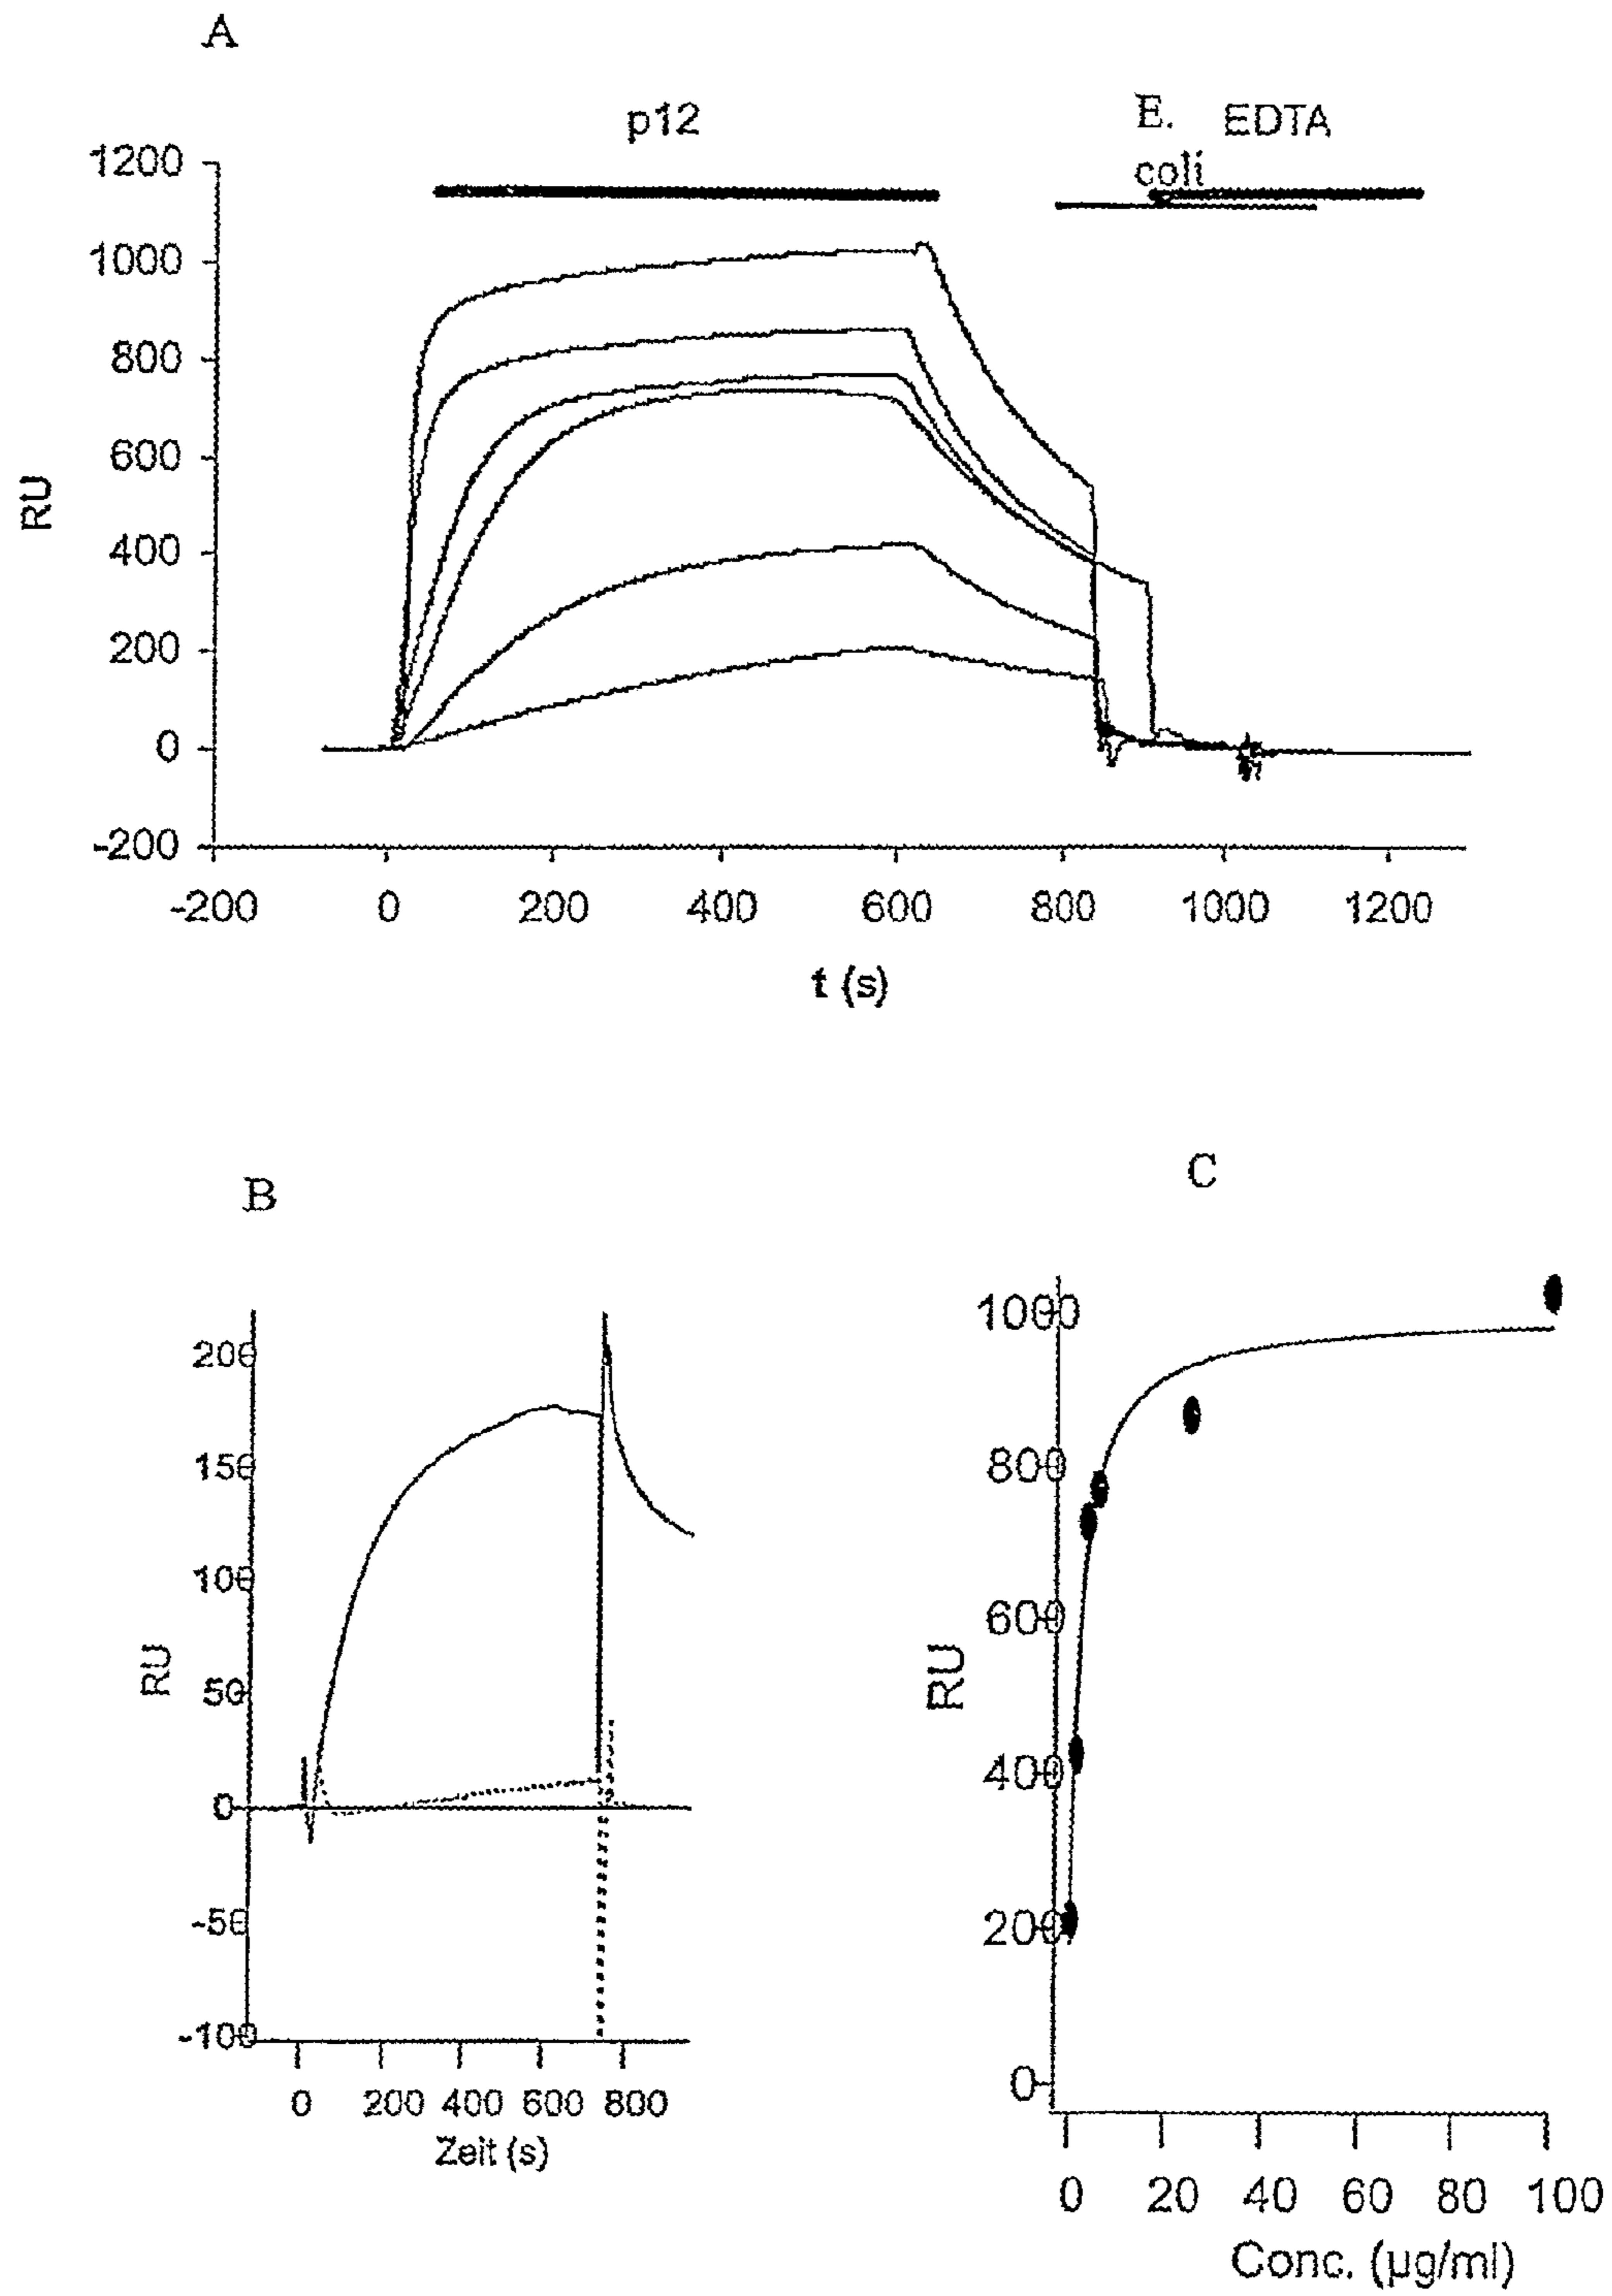 A
p12
E. coli
EDTA
1200
1000
800
600
400
200
0
-200
RU
-200 0 200 400 600 800 1000 1200
t (s)
B
200
150
100
50
0
-50
-100
RU
0 200 400 600 800
Zeit (s)
C
1000
800
600
400
200
0
RU
0 20 40 60 80 100
Conc. (µg/ml)